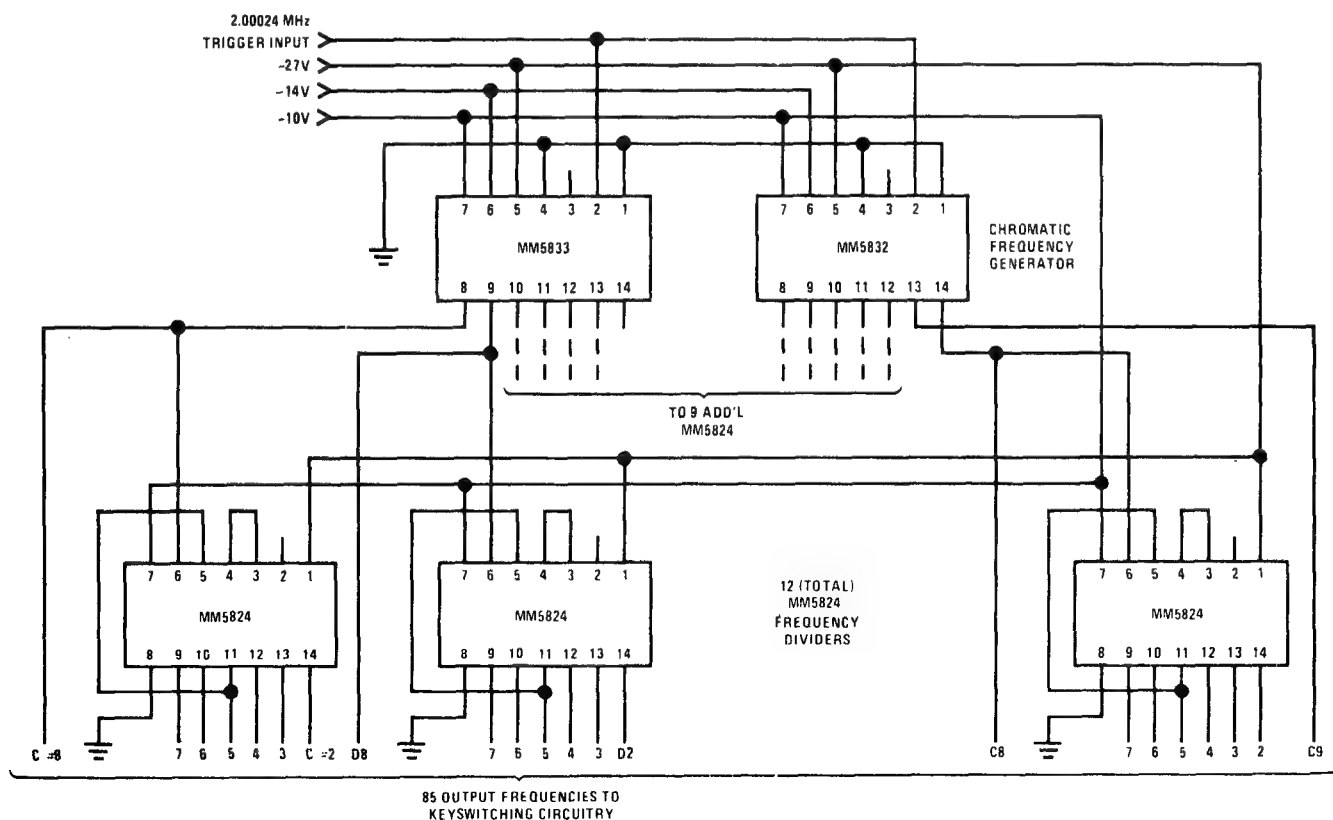 2.00024 MHz
TRIGGER INPUT
-27V
-14V
-10V
7 6 5 4 3 2 1
MM5833
8 9 10 11 12 13 14
7 6 5 4 3 2 1
MM5832
8 9 10 11 12 13 14
CHROMATIC
FREQUENCY
GENERATOR
TO 9 ADD'L
MM5824
7 6 5 4 3 2 1
MM5824
8 9 10 11 12 13 14
7 6 5 4 3 2 1
MM5824
8 9 10 11 12 13 14
12 (TOTAL)
MM5824
FREQUENCY
DIVIDERS
7 6 5 4 3 2 1
MM5824
8 9 10 11 12 13 14
C #8 7 6 5 4 3 C #2 D8 7 6 5 4 3 D2 C8 7 6 5 4 3 2 C9
85 OUTPUT FREQUENCIES TO
KEYSWITCHING CIRCUITRY